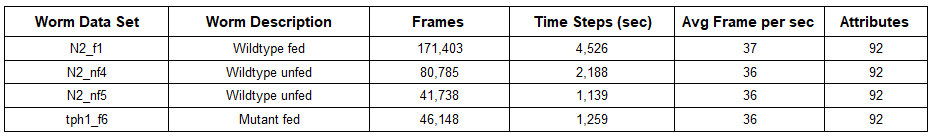 Worm Data Set Worm Description Frames Time Steps (sec) Avg Frame per sec Attributes
N2_f1 Wildtype fed 171,403 4,526 37 92
N2_nf4 Wildtype unfed 80,785 2,188 36 92
N2_nf5 Wildtype unfed 41,738 1,139 36 92
tph1_f6 Mutant fed 46,148 1,259 36 92